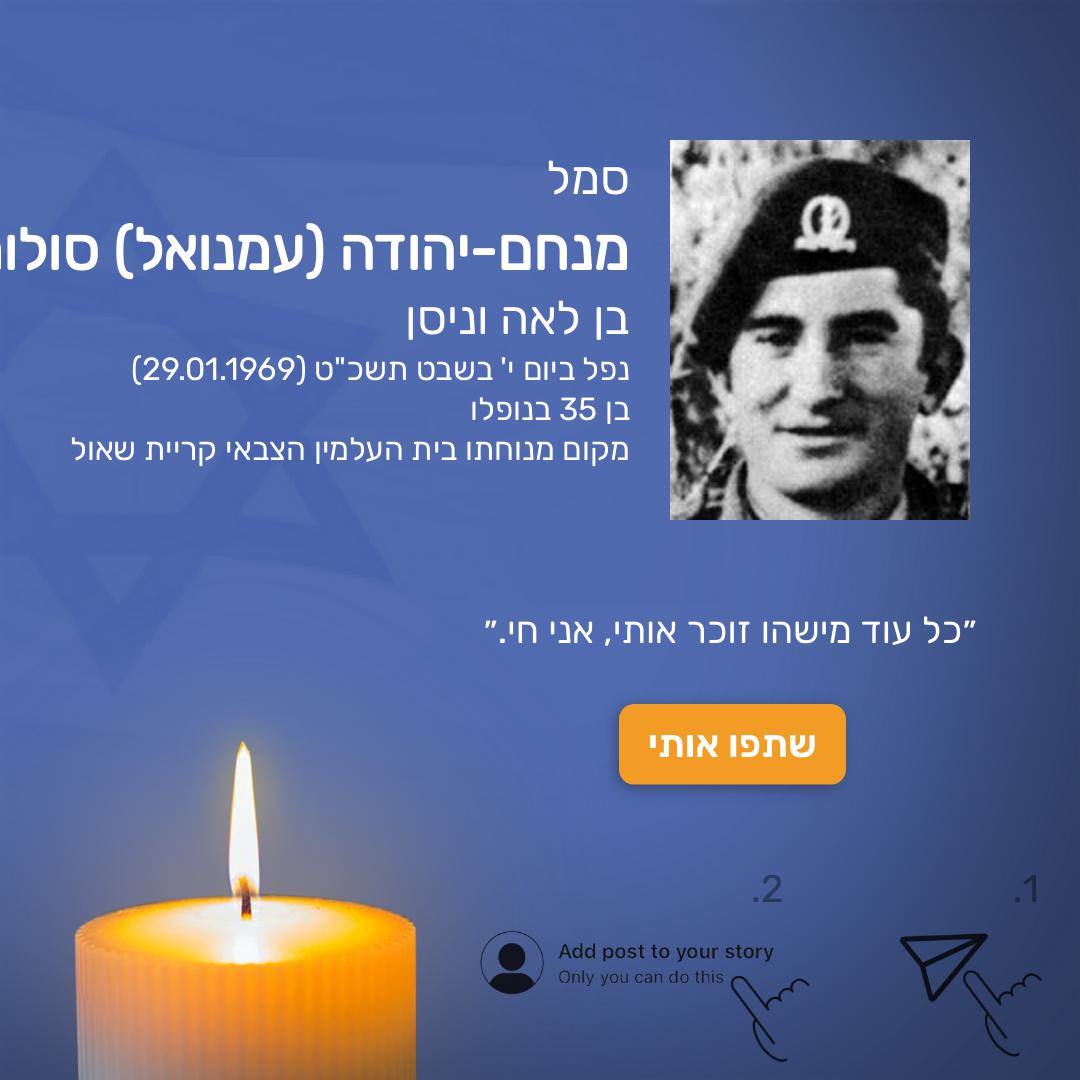 סמל
מנחם-יהודה (עמנואל)
בן לאה וניסן
נפל ביום י' בשבט תשכ"ט (29.01.1969)
בן 35 בנופלו
מקום מנוחתו בית העלמין הצבאי קריית שאול
״כל עוד מישהו זוכר אותי, אני חי.״
שתפו אותי
.1
.2
Add post to your story
Only you can do this